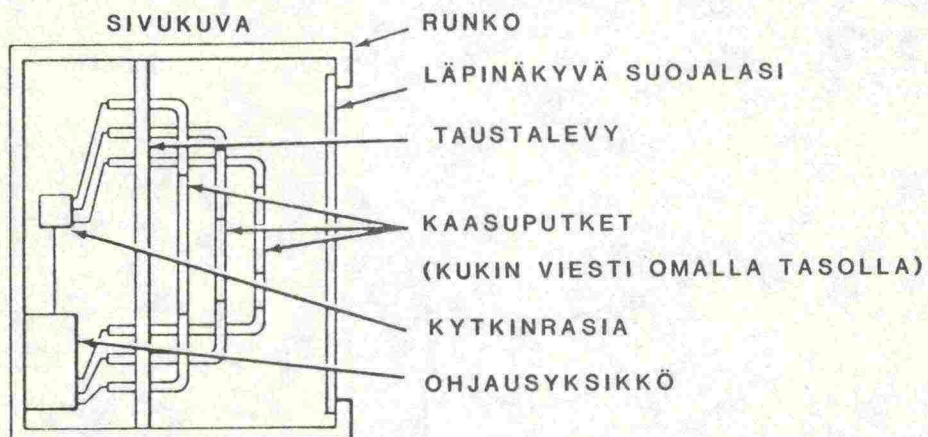 SIVUKUVA
RUNKO
LÄPINÄKYVÄ SUOJALASI
TAUSTALEVY
KAASUPUTKET
(KUKIN VIESTI OMALLA TASOLLA)
KYTKINRASIA
OHJAUSYKSIKKÖ